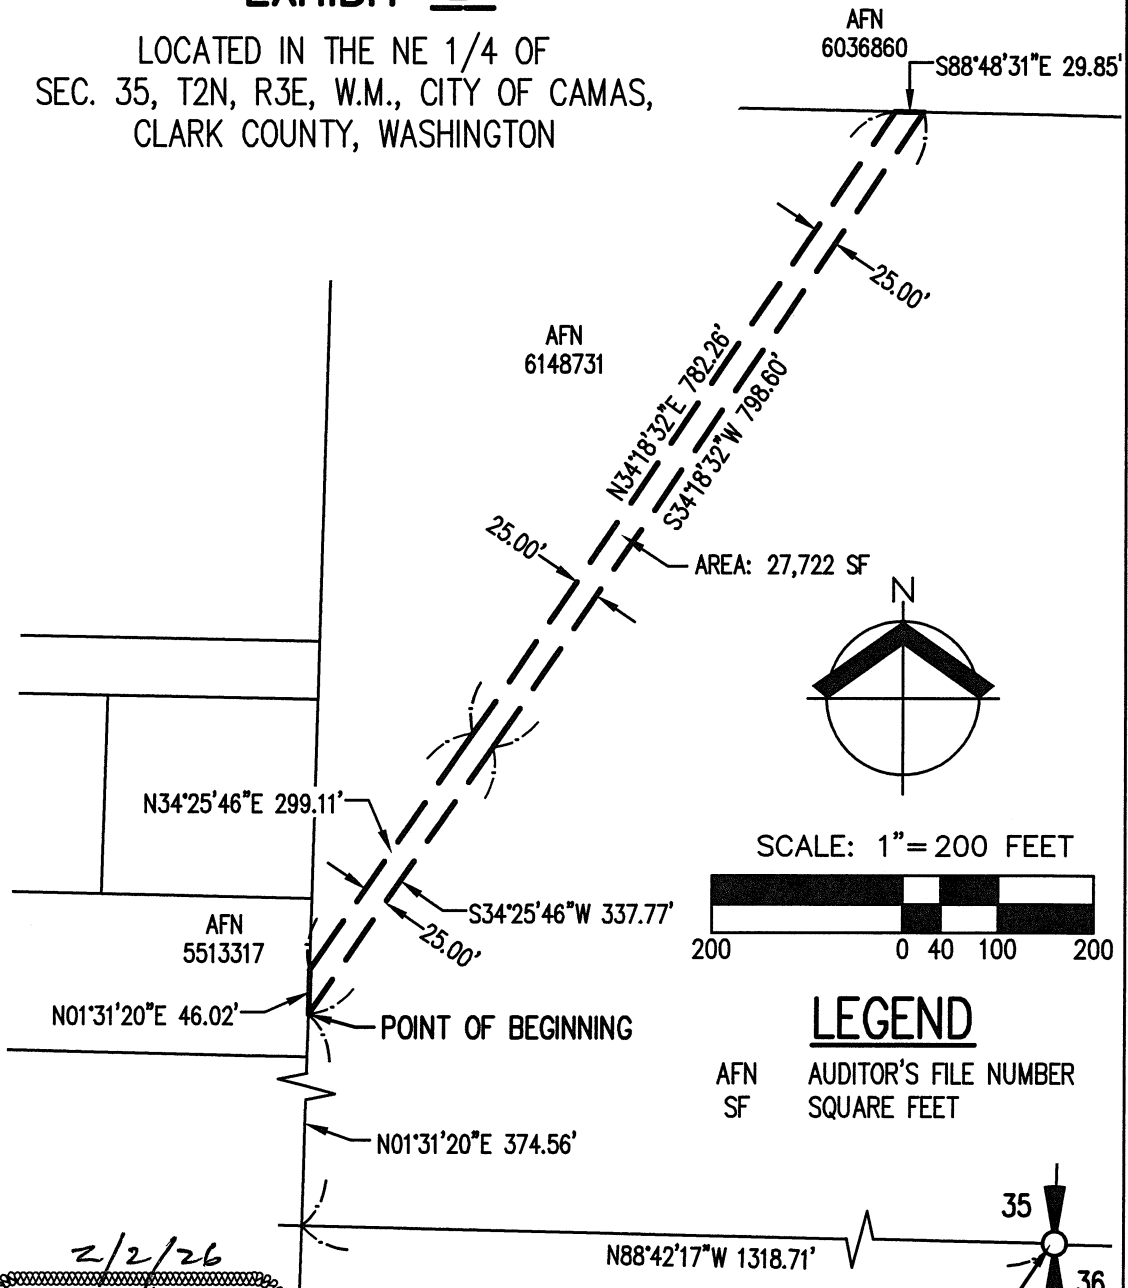 LOCATED IN THE NE 1/4 OF
SEC. 35, T2N, R3E, W.M., CITY OF CAMAS,
CLARK COUNTY, WASHINGTON
AFN
6036860
S88°48'31"E 29.85'
25.00'
AFN
6148731
N34°18'32"E 782.26'
S34°18'32"W 798.60'
25.00'
AREA: 27,722 SF
N
N34°25'46"E 299.11'
SCALE: 1"= 200 FEET
200 0 40 100 200
S34°25'46"W 337.77'
25.00'
AFN
5513317
N01°31'20"E 46.02'
POINT OF BEGINNING
LEGEND
AFN AUDITOR'S FILE NUMBER
SF SQUARE FEET
N01°31'20"E 374.56'
35
N88°42'17"W 1318.71'
36
2/2/26